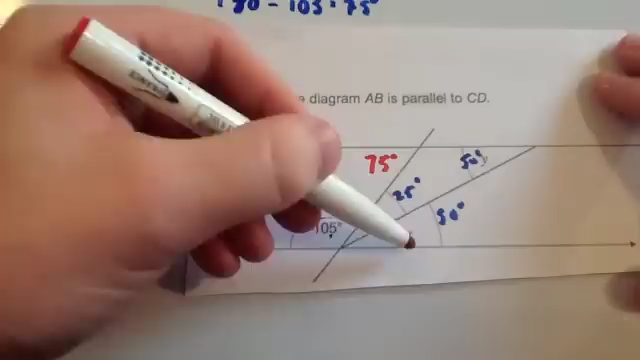 180 - 105 = 75°
diagram AB is parallel to CD.
75°
50°
25°
50°
105°